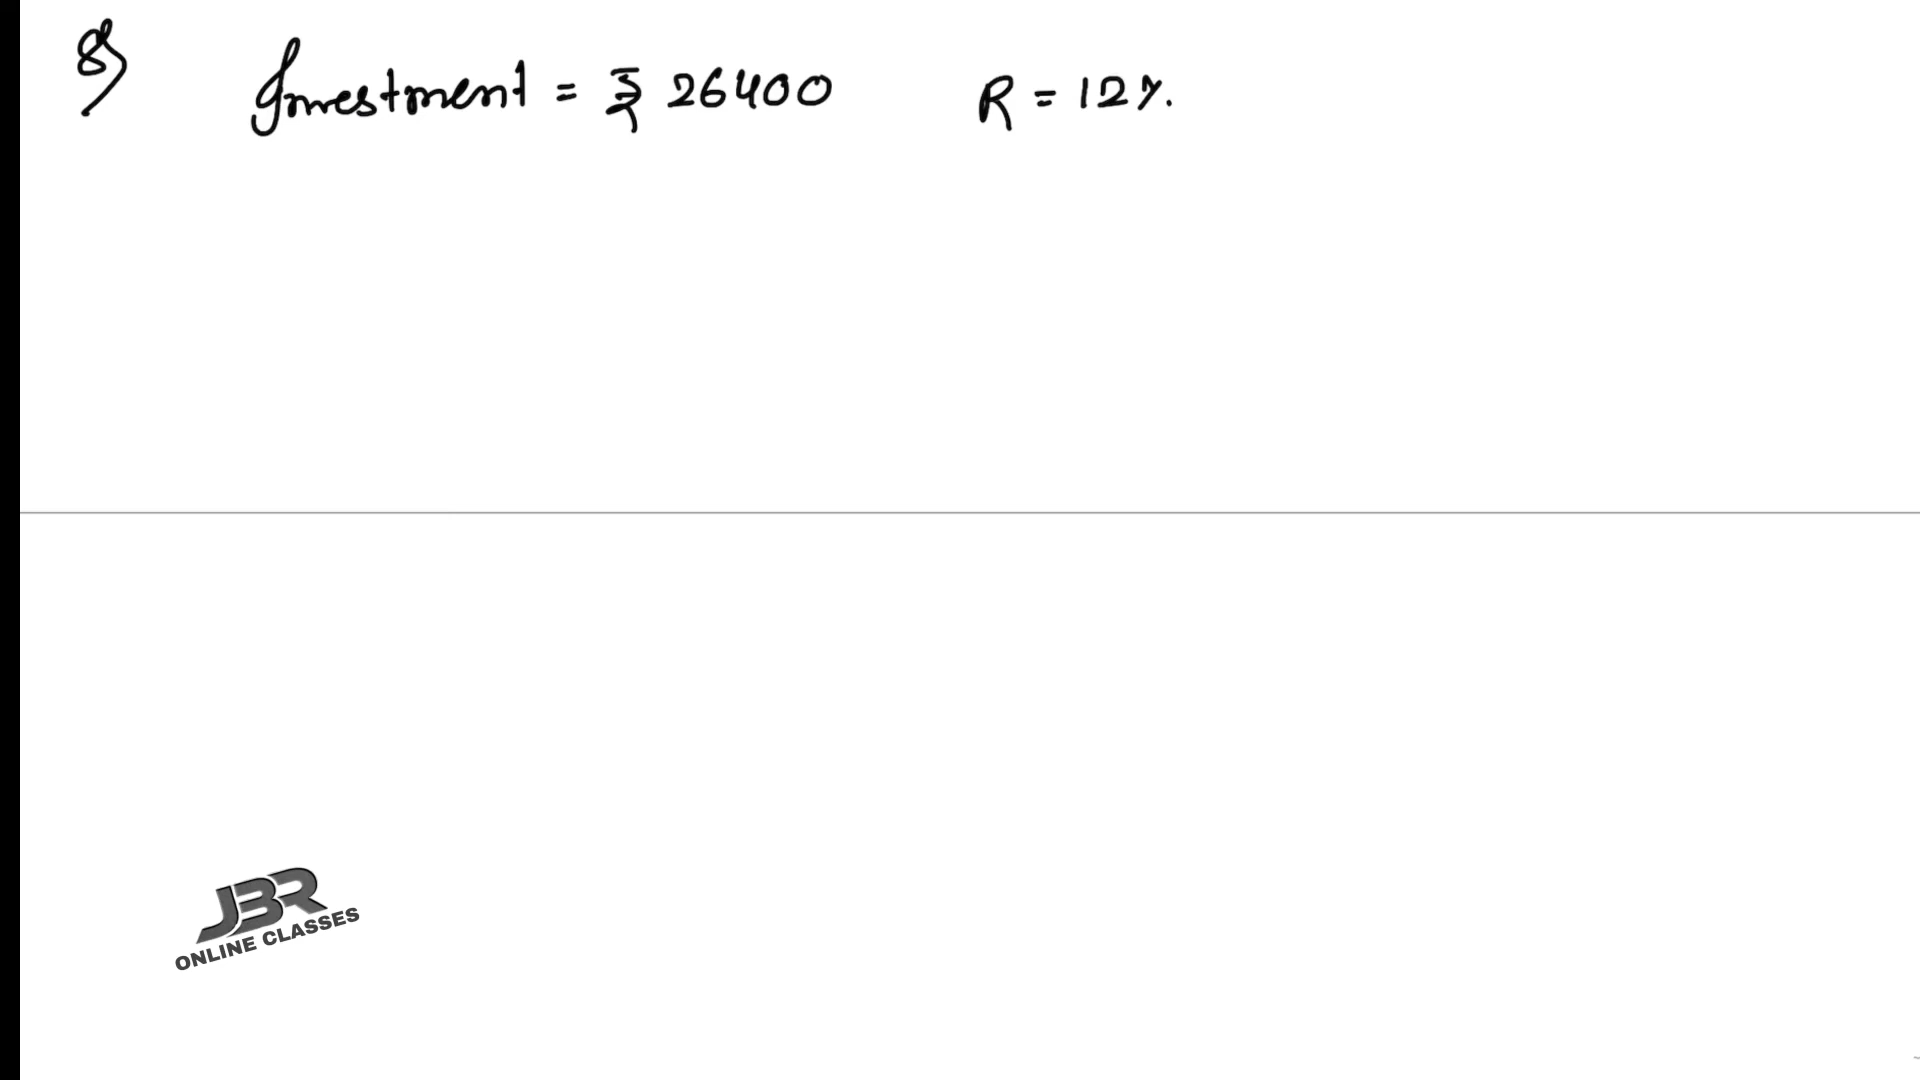 8)
Investment = ₹ 26400 R = 12%.
JBR
ONLINE CLASSES